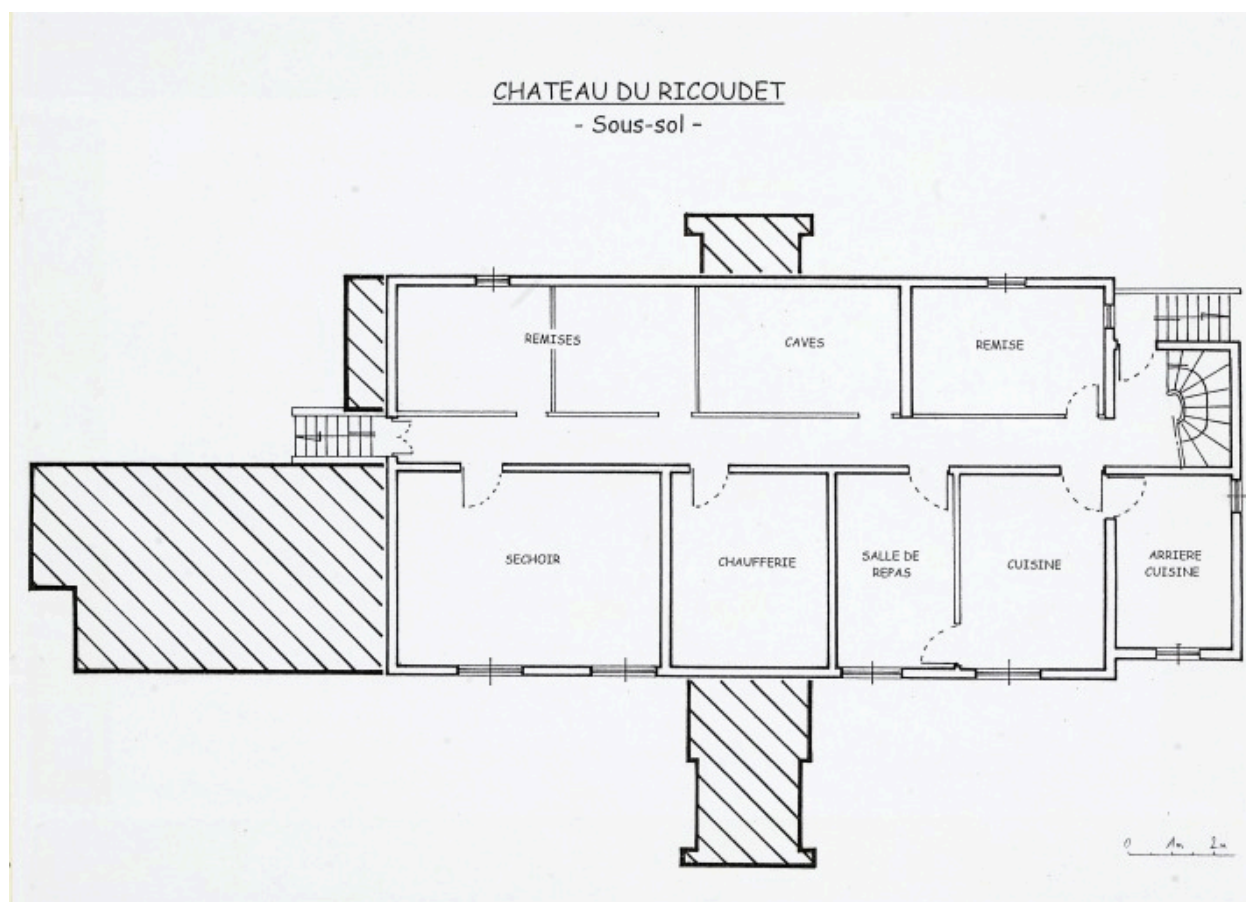 CHATEAU DU RICOUDET
- Sous-sol -
REMISES
CAVES
REMISE
SECHOIR
CHAUFFERIE
SALLE DE
REPAS
CUISINE
ARRIERE
CUISINE
0 1m 2m